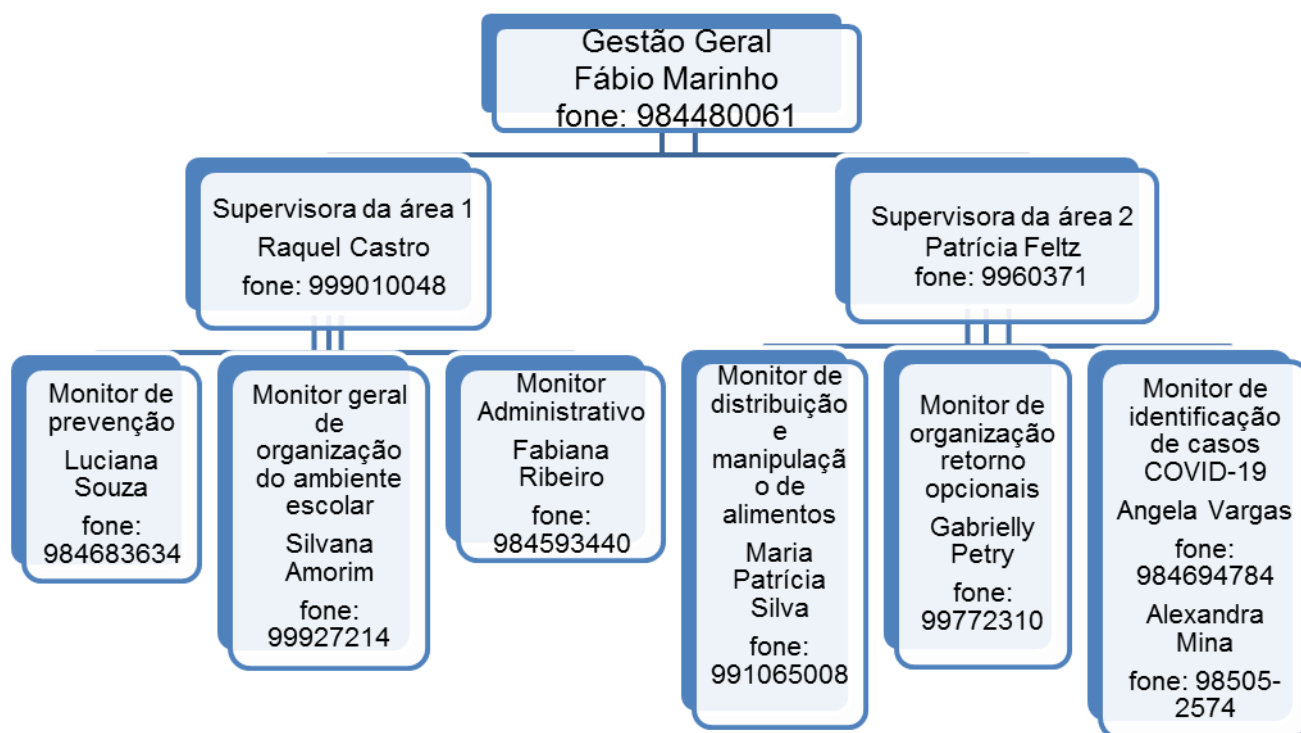 Gestão Geral
Fábio Marinho
fone: 984480061
Supervisora da área 1
Raquel Castro
fone: 999010048
Supervisora da área 2
Patrícia Feltz
fone: 9960371
Monitor de
prevenção
Luciana
Souza
fone:
984683634
Monitor geral
de
organização
do ambiente
escolar
Silvana
Amorim
fone:
99927214
Monitor
Administrativo
Fabiana
Ribeiro
fone:
984593440
Monitor de
distribuição
e
manipulaçã
o de
alimentos
Maria
Patrícia
Silva
fone:
991065008
Monitor de
organização
retorno
opcionais
Gabrielly
Petry
fone:
99772310
Monitor de
identificação
de casos
COVID-19
Angela Vargas
fone:
984694784
Alexandra
Mina
fone: 98505-
2574